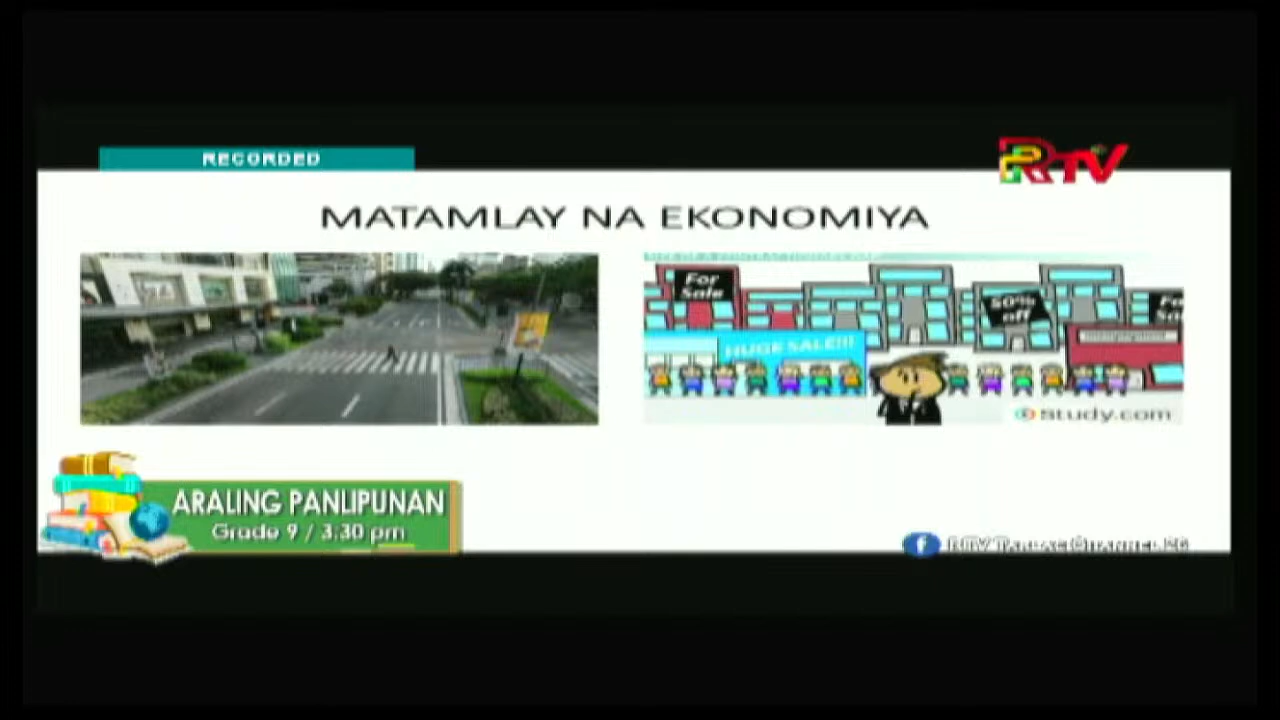 RECORDED
RTV
MATAMLAY NA EKONOMIYA
For
Sale
50%
off
HUGE SALE!!!
Study.com
ARALING PANLIPUNAN
Grade 9 / 3:30 pm